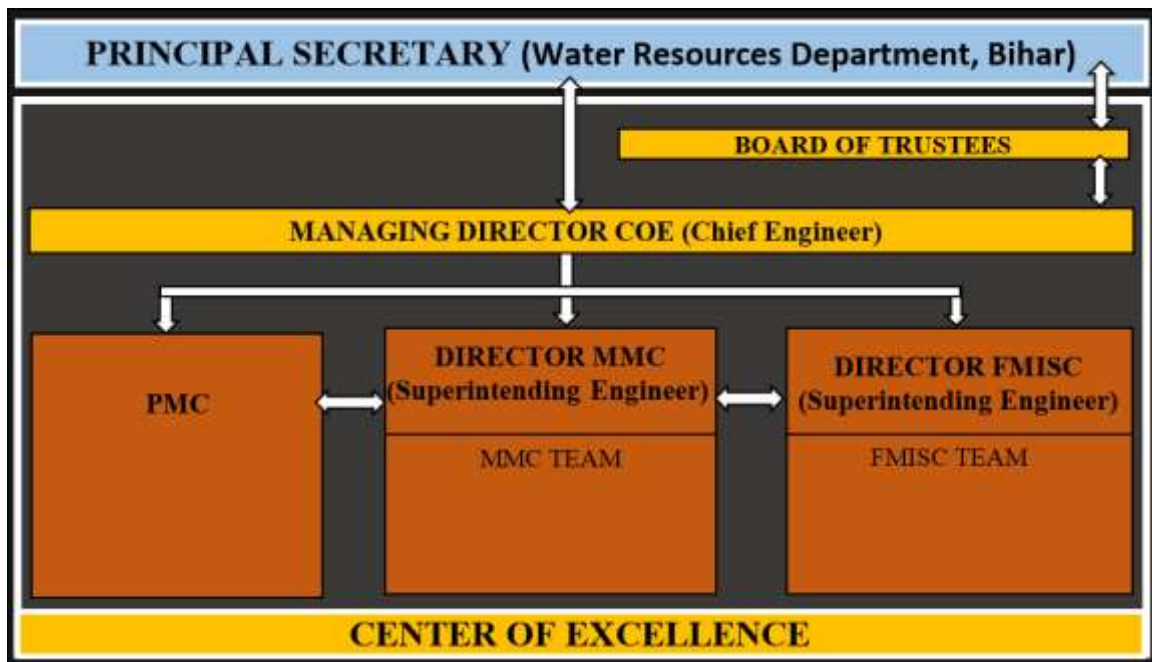 PRINCIPAL SECRETARY (Water Resources Department, Bihar)
BOARD OF TRUSTEES
MANAGING DIRECTOR COE (Chief Engineer)
PMC
DIRECTOR MMC
(Superintending Engineer)
MMC TEAM
DIRECTOR FMISC
(Superintending Engineer)
FMISC TEAM
CENTER OF EXCELLENCE